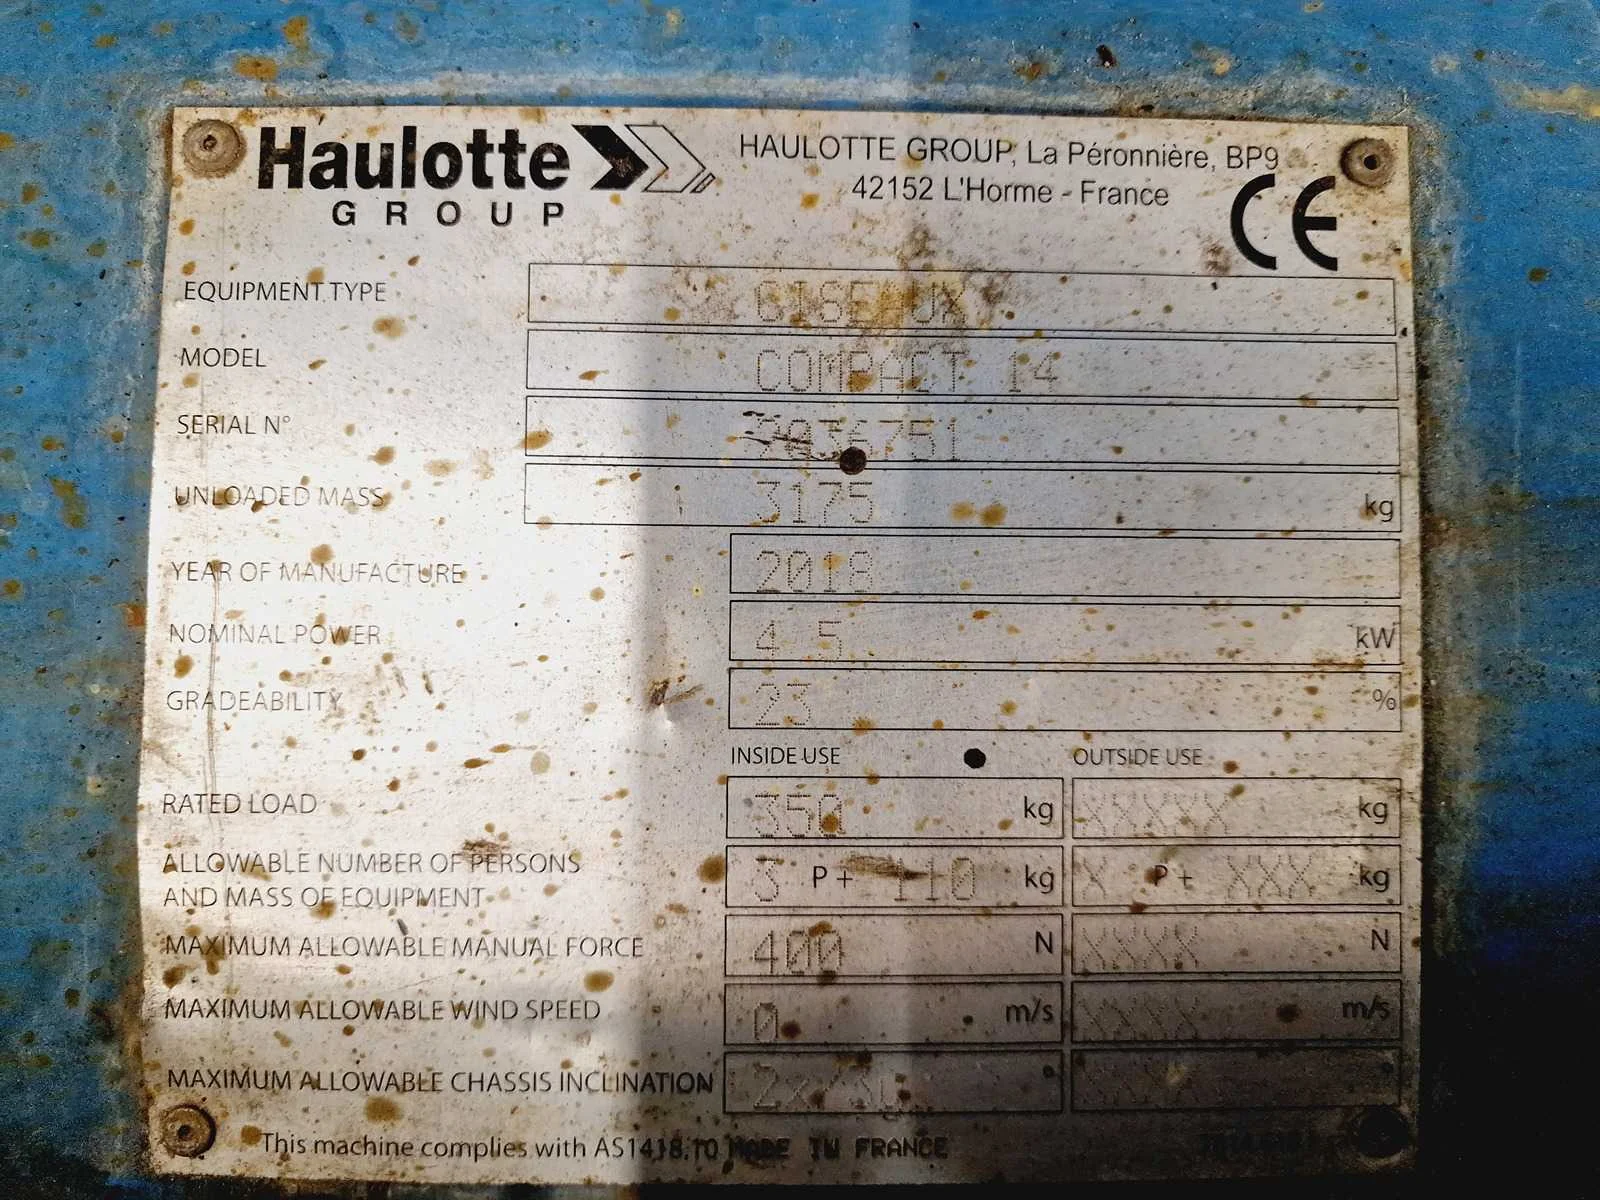 Haulotte
GROUP
HAULOTTE GROUP, La Péronnière, BP9
42152 L'Horme - France
CE
EQUIPMENT TYPE
MODEL COMPACT 14
SERIAL N° 2036751
UNLOADED MASS 3175 kg
YEAR OF MANUFACTURE 2018
NOMINAL POWER 4 5 kW
GRADEABILITY 23 %
INSIDE USE OUTSIDE USE
RATED LOAD 350 kg XXXXX kg
ALLOWABLE NUMBER OF PERSONS
AND MASS OF EQUIPMENT 3 P + 110 kg X P + XXX kg
MAXIMUM ALLOWABLE MANUAL FORCE 400 N XXXX N
MAXIMUM ALLOWABLE WIND SPEED 0 m/s XXXX m/s
MAXIMUM ALLOWABLE CHASSIS INCLINATION ° °
This machine complies with AS1418.10 MADE IN FRANCE